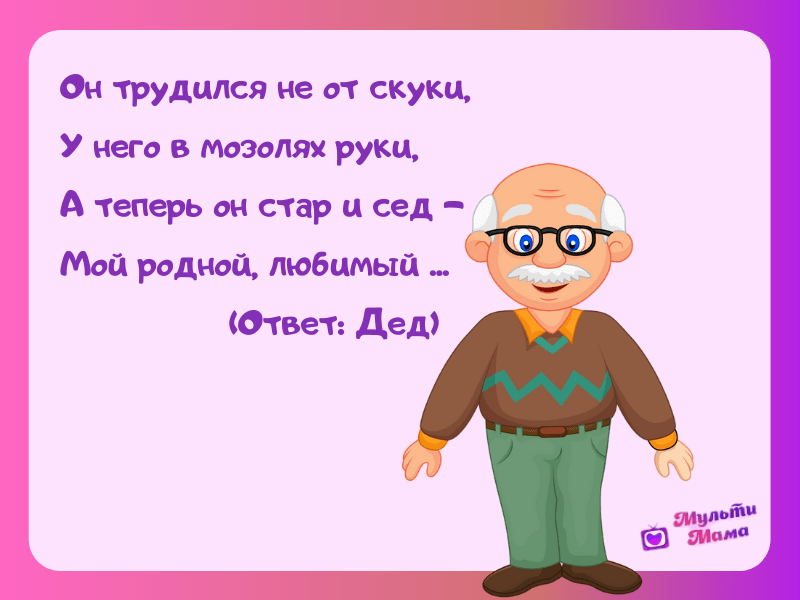 Он трудился не от скуки,
У него в мозолях руки,
А теперь он стар и сед –
Мой родной, любимый ...
(Ответ: Дед)
Мульти
Мама